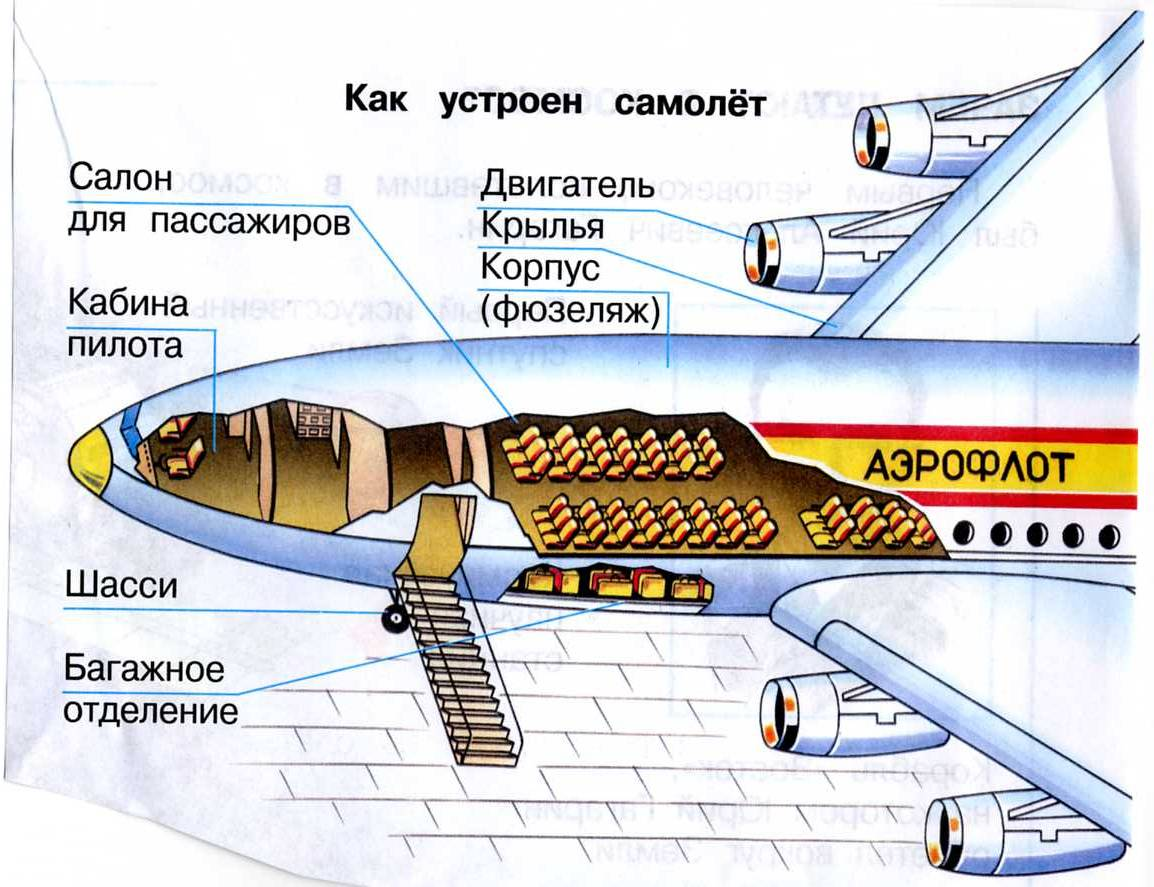 Как устроен самолёт
Салон
для пассажиров
Двигатель
Крылья
Корпус
(фюзеляж)
Кабина
пилота
АЭРОФЛОТ
Шасси
Багажное
отделение